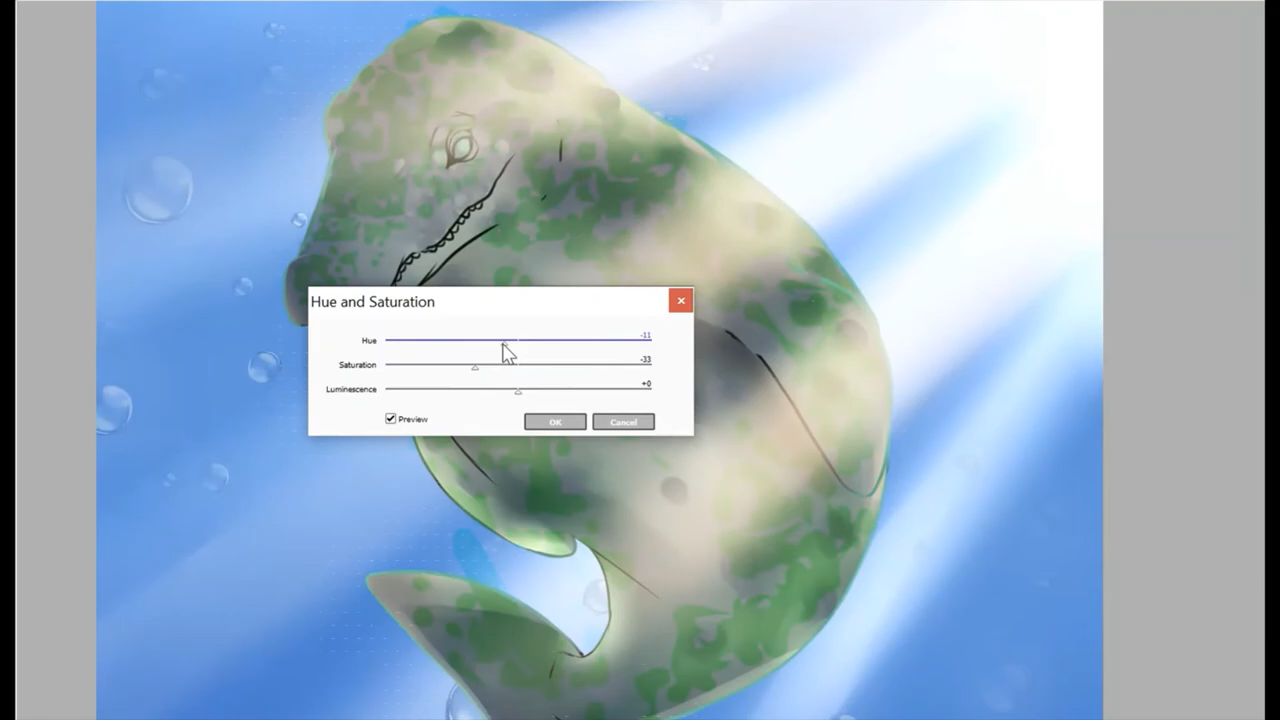 Hue and Saturation
Hue -11
Saturation -33
Luminescence +0
Preview OK Cancel